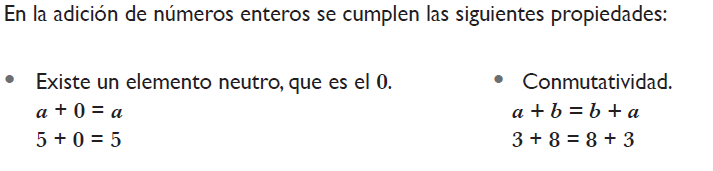 En la adición de números enteros se cumplen las siguientes propiedades:
• Existe un elemento neutro, que es el 0.
a + 0 = a
5 + 0 = 5
• Conmutatividad.
a + b = b + a
3 + 8 = 8 + 3